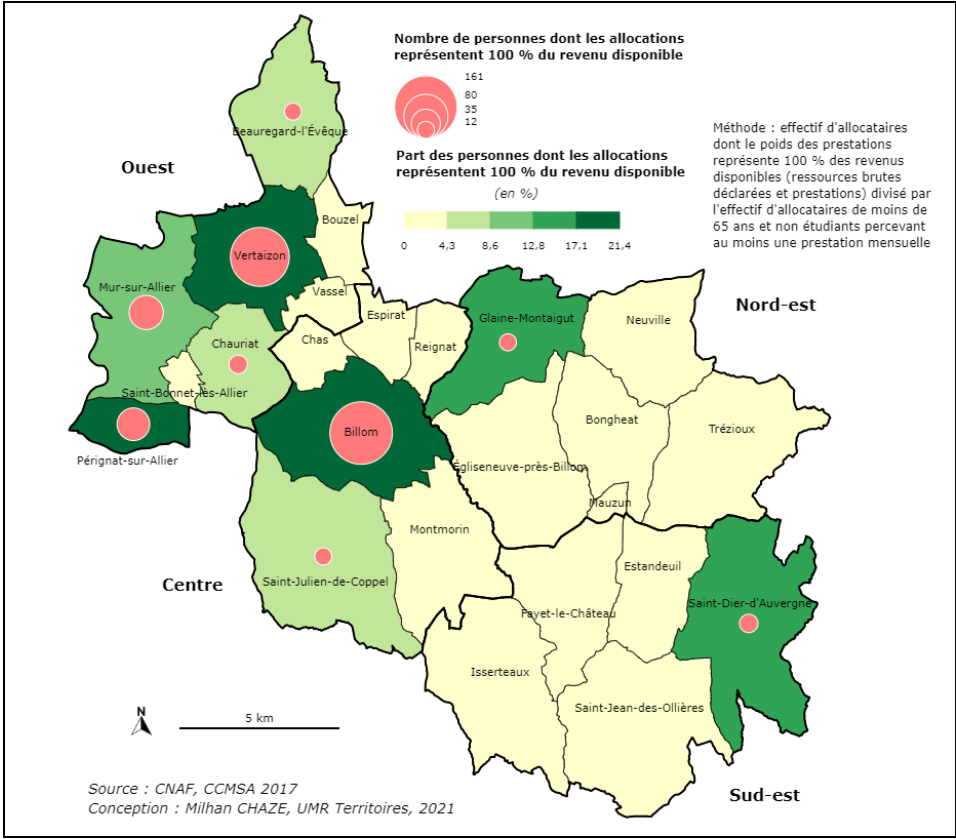 Nombre de personnes dont les allocations
représentent 100 % du revenu disponible
161
80
35
12
Part des personnes dont les allocations
représentent 100 % du revenu disponible
(en %)
0 4,3 8,6 12,8 17,1 21,4
Méthode : effectif d'allocataires
dont le poids des prestations
représente 100 % des revenus
disponibles (ressources brutes
déclarées et prestations) divisé par
l'effectif d'allocataires de moins de
65 ans et non étudiants percevant
au moins une prestation mensuelle
Beauregard-l'Évêque
Ouest
Bouzel
Vertaizon
Mur-sur-Allier
Vassel
Nord-est
Espirat
Glaine-Montaigut
Neuville
Chauriat
Chas
Reignat
Saint-Bonnet-lès-Allier
Billom
Bongheat
Trézioux
Pérignat-sur-Allier
Égliseneuve-près-Billom
Mauzun
Montmorin
Estandeuil
Centre
Saint-Julien-de-Coppel
Saint-Dier-d'Auvergne
Fayet-le-Château
Isserteaux
Saint-Jean-des-Ollières
N
5 km
Sud-est
Source : CNAF, CCMSA 2017
Conception : Milhan CHAZE, UMR Territoires, 2021